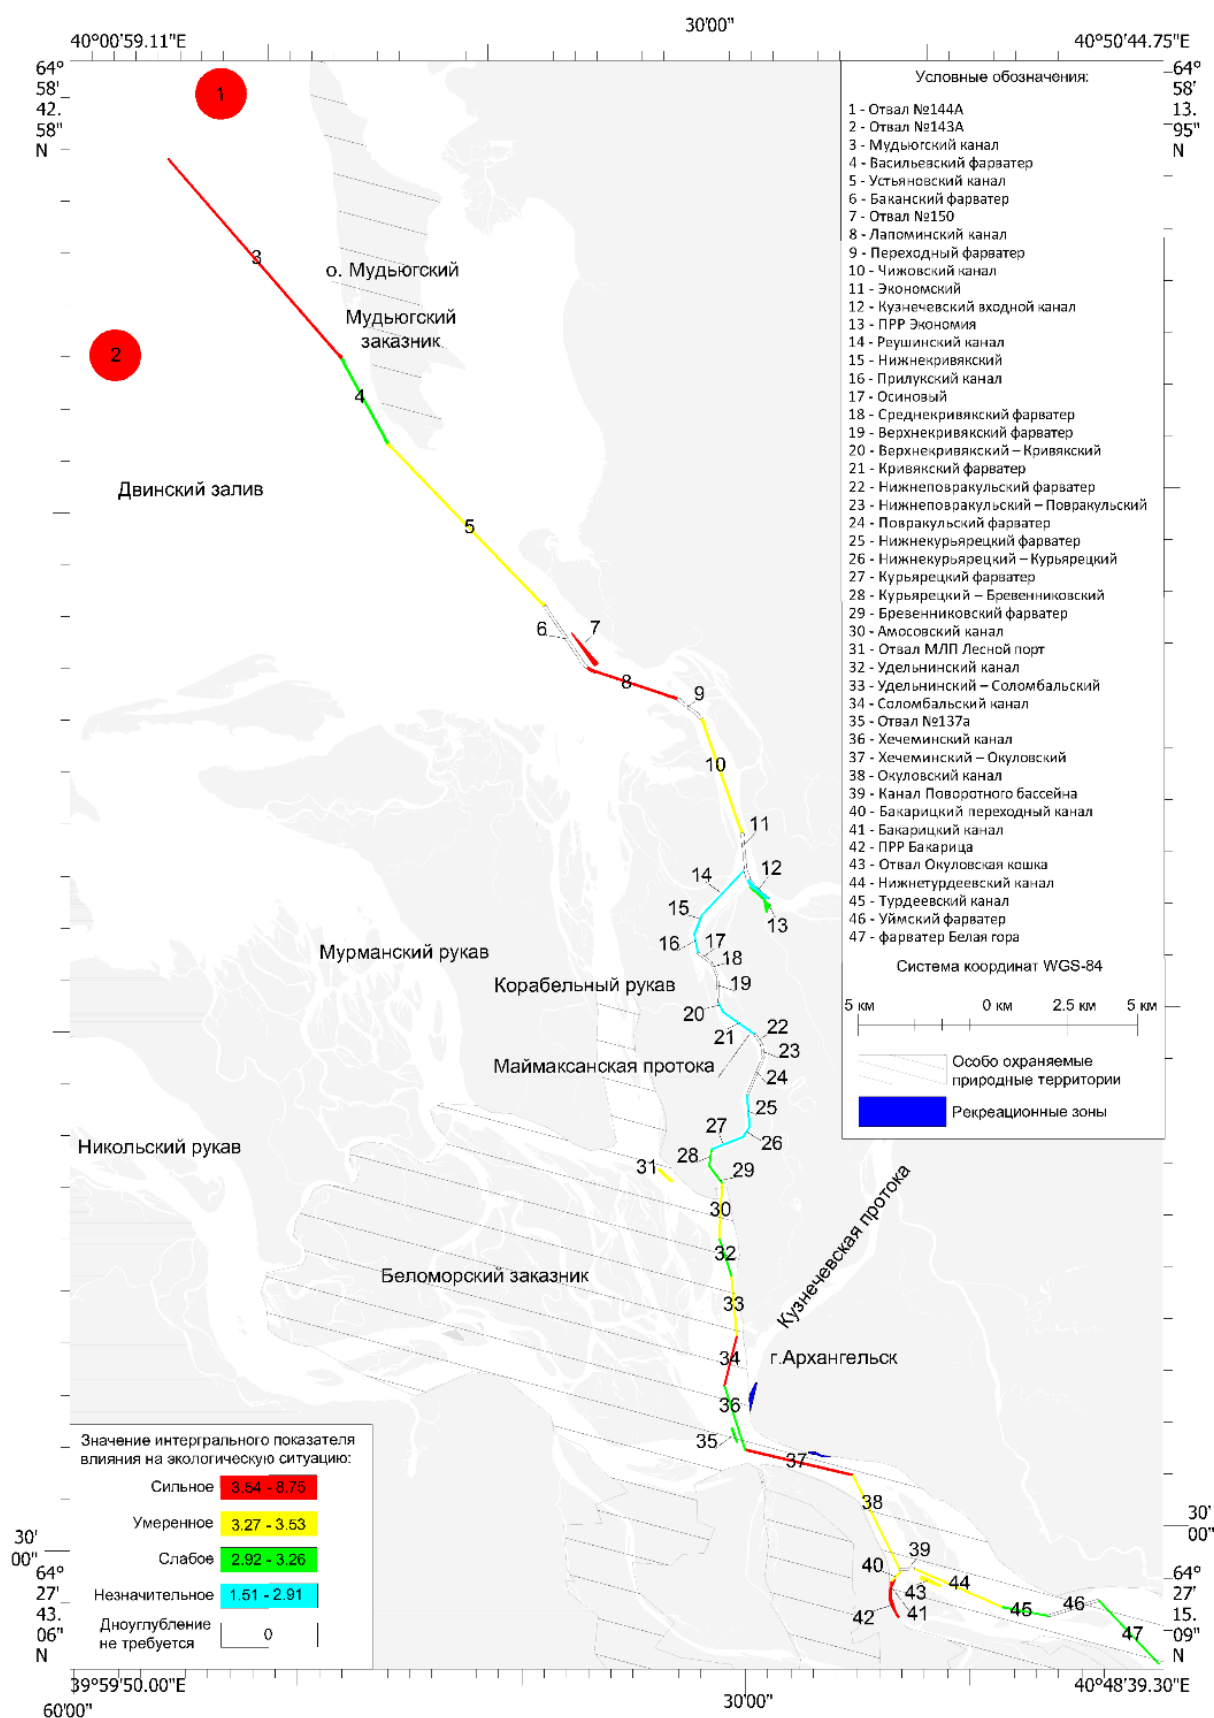 30'00"
40°00'59.11"E
40°50'44.75"E
64°
58'
42.
58"
N
64°
58'
13.
95"
N
Условные обозначения:
1 - Отвал №144А
2 - Отвал №143А
3 - Мудьюгский канал
4 - Васильевский фарватер
5 - Устьяновский канал
6 - Баканский фарватер
7 - Отвал №150
8 - Лапоминский канал
9 - Переходный фарватер
10 - Чижовский канал
11 - Экономский
12 - Кузнечевский входной канал
13 - ПРР Экономия
14 - Реушинский канал
15 - Нижнекривякский
16 - Прилукский канал
17 - Осиновый
18 - Среднекривякский фарватер
19 - Верхнекривякский фарватер
20 - Верхнекривякский – Кривякский
21 - Кривякский фарватер
22 - Нижнеповракульский фарватер
23 - Нижнеповракульский – Повракульский
24 - Повракульский фарватер
25 - Нижнекурьярецкий фарватер
26 - Нижнекурьярецкий – Курьярецкий
27 - Курьярецкий фарватер
28 - Курьярецкий – Бревенниковский
29 - Бревенниковский фарватер
30 - Амосовский канал
31 - Отвал МЛП Лесной порт
32 - Удельнинский канал
33 - Удельнинский – Соломбальский
34 - Соломбальский канал
35 - Отвал №137а
36 - Хечеминский канал
37 - Хечеминский – Окуловский
38 - Окуловский канал
39 - Канал Поворотного бассейна
40 - Бакарицкий переходный канал
41 - Бакарицкий канал
42 - ПРР Бакарица
43 - Отвал Окуловская кошка
44 - Нижнетурдеевский канал
45 - Турдеевский канал
46 - Уймский фарватер
47 - фарватер Белая гора
Система координат WGS-84
5 км 0 км 2.5 км 5 км
Особо охраняемые
природные территории
Рекреационные зоны
1
3
о. Мудьюгский
Мудьюгский
заказник
2
4
Двинский залив
5
6
7
8
9
10
11
12
13
14
15
16
17
18
19
20
21
22
23
24
25
26
27
28
29
Мурманский рукав
Корабельный рукав
Маймаксанская протока
Никольский рукав
31
30
32
33
Беломорский заказник
Кузнечевская протока
34
г.Архангельск
36
35
37
38
39
40
43
44
42
41
45
46
47
Значение интергрального показателя
влияния на экологическую ситуацию:
Сильное 3.54 - 8.75
Умеренное 3.27 - 3.53
Слабое 2.92 - 3.26
Незначительное 1.51 - 2.91
Дноуглубление
не требуется
0
30'
00"
64°
27'
43.
06"
N
30'
00"
64°
27'
15.
09"
N
39°59'50.00"E
40°48'39.30"E
60'00"
30'00"